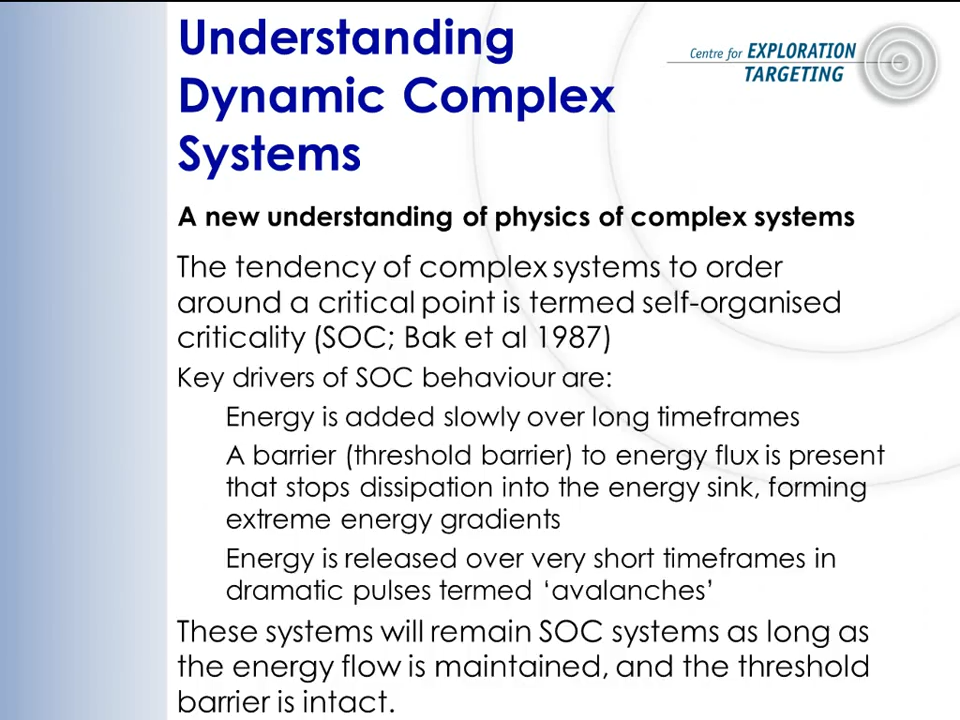 Understanding
Dynamic Complex
Systems
Centre for EXPLORATION
TARGETING
A new understanding of physics of complex systems
The tendency of complex systems to order
around a critical point is termed self-organised
criticality (SOC; Bak et al 1987)
Key drivers of SOC behaviour are:
Energy is added slowly over long timeframes
A barrier (threshold barrier) to energy flux is present
that stops dissipation into the energy sink, forming
extreme energy gradients
Energy is released over very short timeframes in
dramatic pulses termed ‘avalanches’
These systems will remain SOC systems as long as
the energy flow is maintained, and the threshold
barrier is intact.